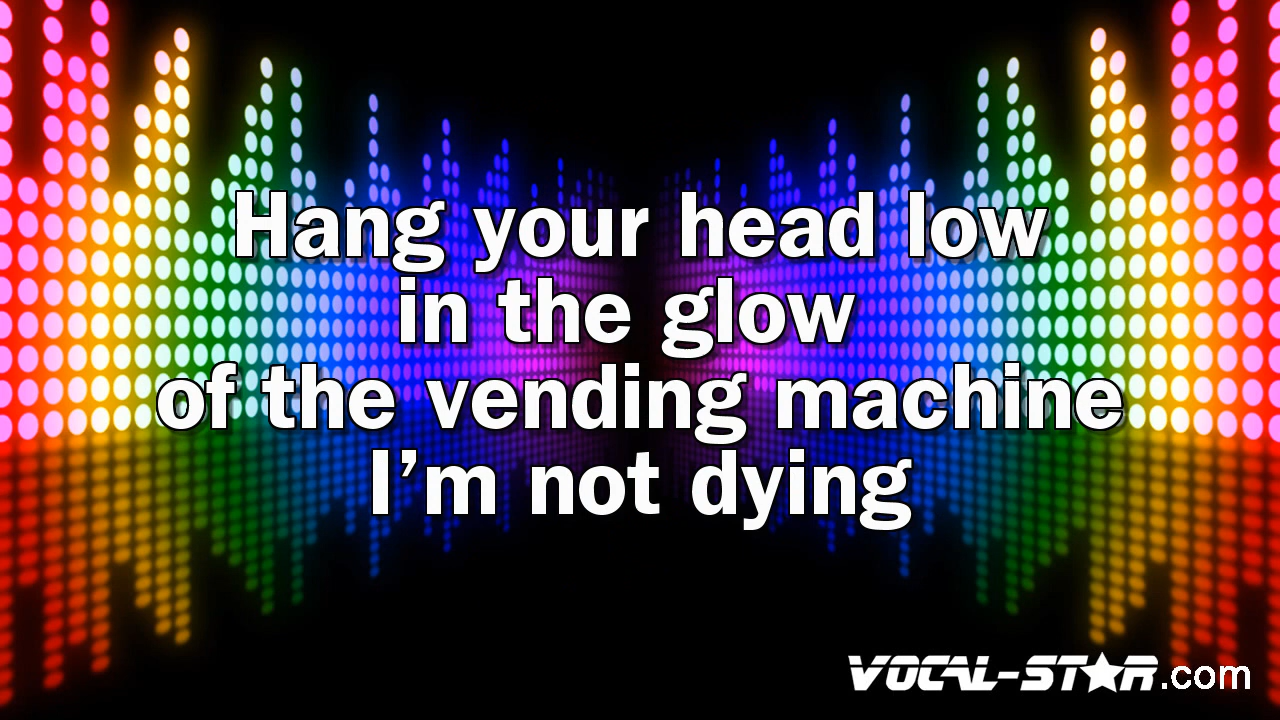 Hang your head low
in the glow
of the vending machine
I’m not dying
VOCAL-STAR.com